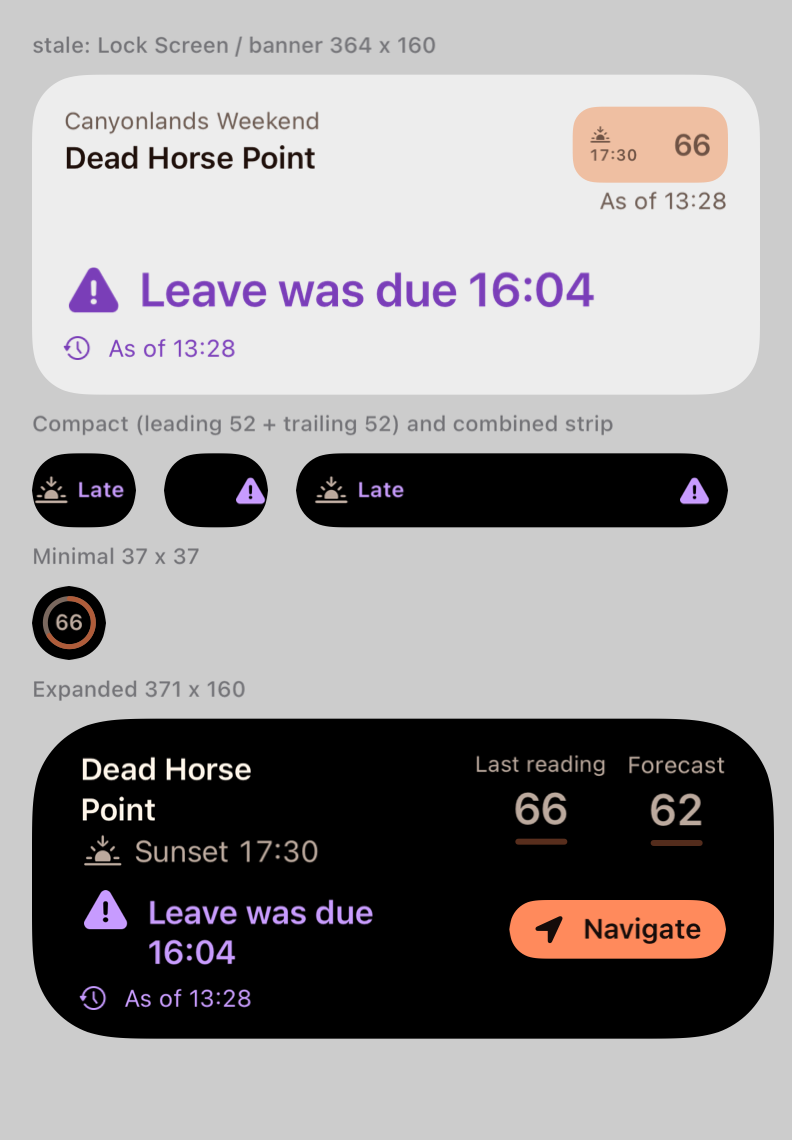 stale: Lock Screen / banner 364 x 160
Canyonlands Weekend
Dead Horse Point
17:30
66
As of 13:28
Leave was due 16:04
As of 13:28
Compact (leading 52 + trailing 52) and combined strip
Late
Late
Minimal 37 x 37
66
Expanded 371 x 160
Dead Horse
Point
Sunset 17:30
Last reading
66
Forecast
62
Leave was due
16:04
Navigate
As of 13:28